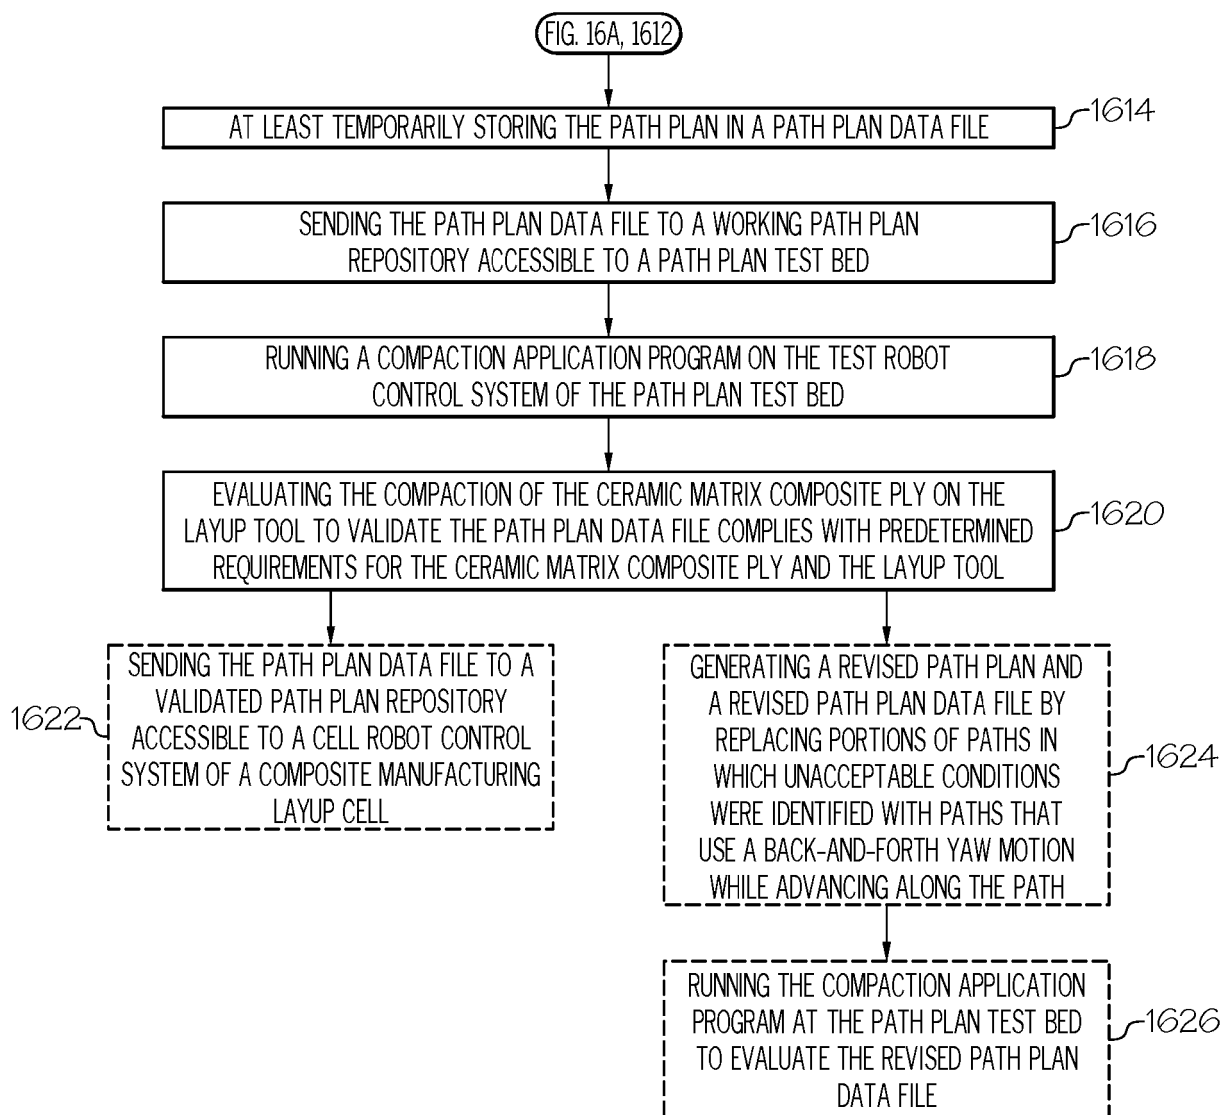 FIG. 16A, 1612
AT LEAST TEMPORARILY STORING THE PATH PLAN IN A PATH PLAN DATA FILE
1614
SENDING THE PATH PLAN DATA FILE TO A WORKING PATH PLAN
REPOSITORY ACCESSIBLE TO A PATH PLAN TEST BED
1616
RUNNING A COMPACTION APPLICATION PROGRAM ON THE TEST ROBOT
CONTROL SYSTEM OF THE PATH PLAN TEST BED
1618
EVALUATING THE COMPACTION OF THE CERAMIC MATRIX COMPOSITE PLY ON THE
LAYUP TOOL TO VALIDATE THE PATH PLAN DATA FILE COMPLIES WITH PREDETERMINED
REQUIREMENTS FOR THE CERAMIC MATRIX COMPOSITE PLY AND THE LAYUP TOOL
1620
SENDING THE PATH PLAN DATA FILE TO A
VALIDATED PATH PLAN REPOSITORY
ACCESSIBLE TO A CELL ROBOT CONTROL
SYSTEM OF A COMPOSITE MANUFACTURING
LAYUP CELL
1622
GENERATING A REVISED PATH PLAN AND
A REVISED PATH PLAN DATA FILE BY
REPLACING PORTIONS OF PATHS IN
WHICH UNACCEPTABLE CONDITIONS
WERE IDENTIFIED WITH PATHS THAT
USE A BACK-AND-FORTH YAW MOTION
WHILE ADVANCING ALONG THE PATH
1624
RUNNING THE COMPACTION APPLICATION
PROGRAM AT THE PATH PLAN TEST BED
TO EVALUATE THE REVISED PATH PLAN
DATA FILE
1626